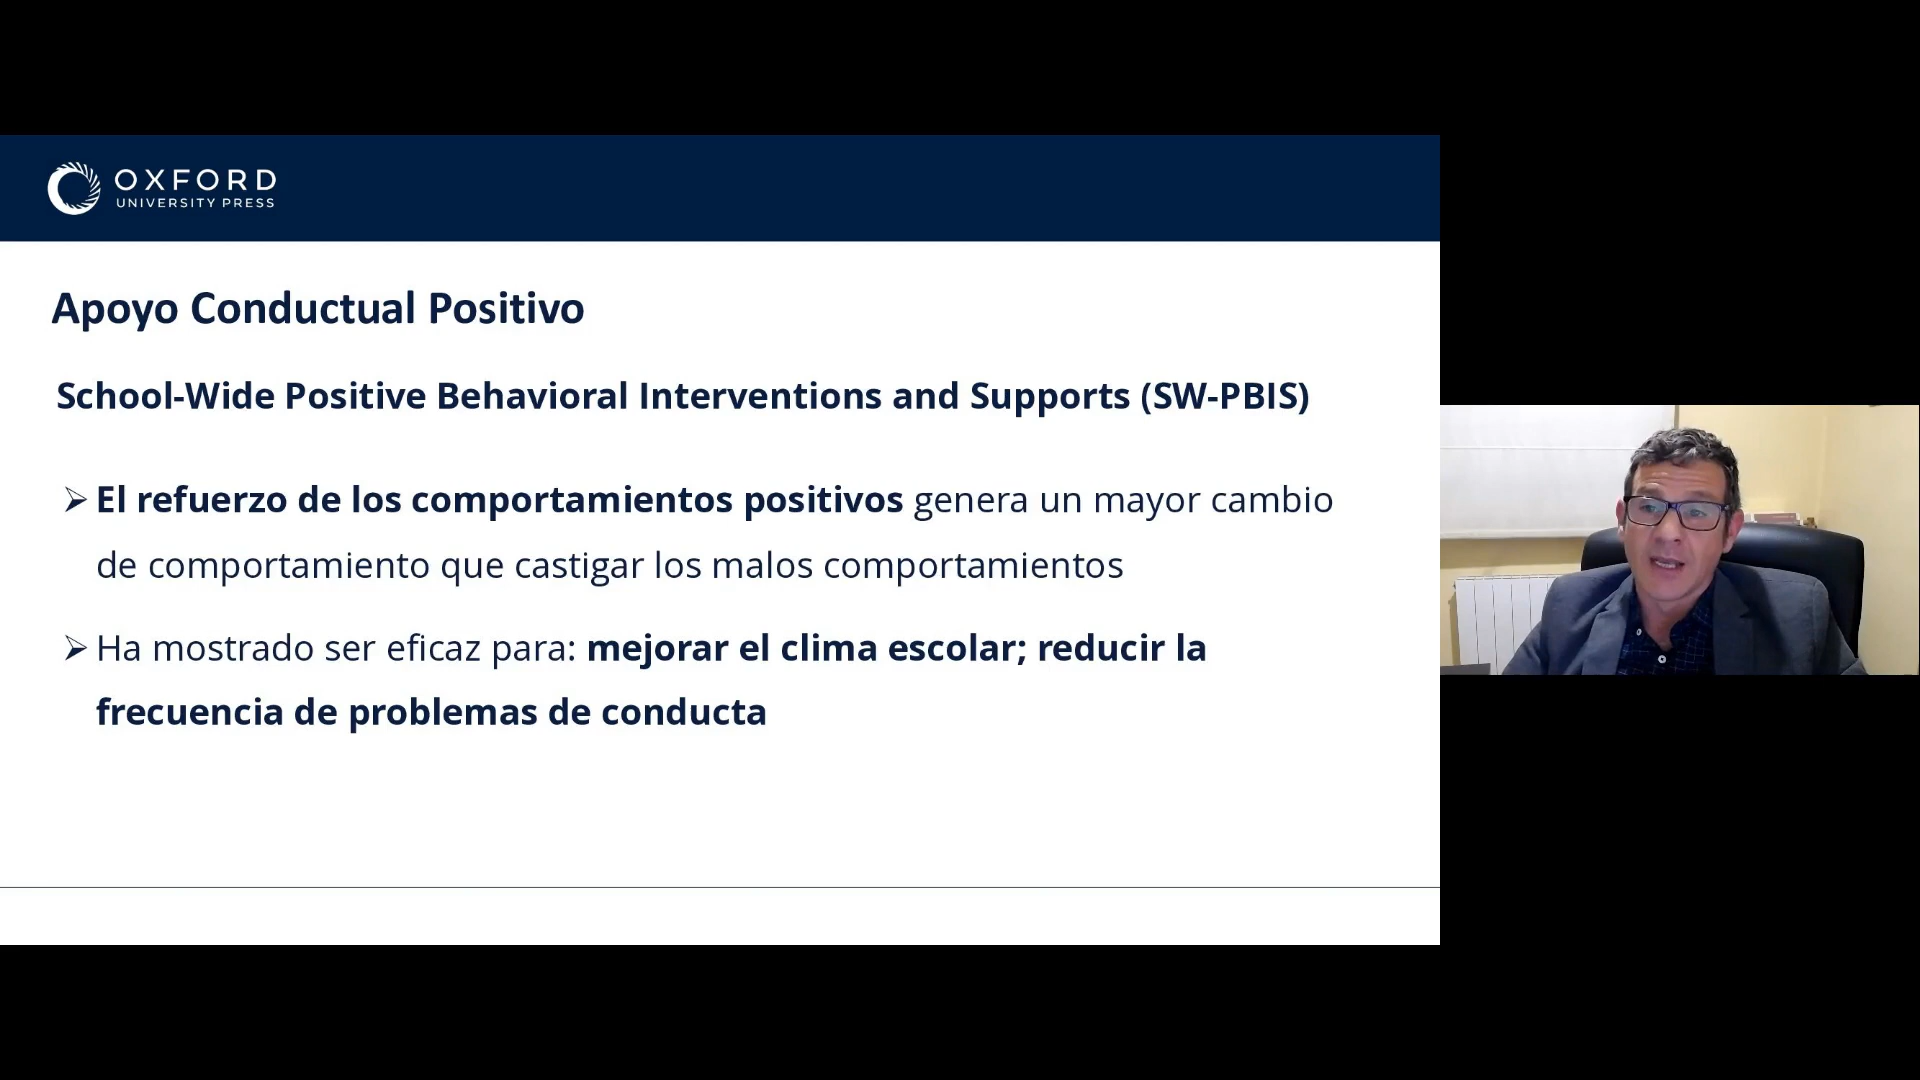 OXFORD
UNIVERSITY PRESS
Apoyo Conductual Positivo
School-Wide Positive Behavioral Interventions and Supports (SW-PBIS)
El refuerzo de los comportamientos positivos genera un mayor cambio
de comportamiento que castigar los malos comportamientos
Ha mostrado ser eficaz para: mejorar el clima escolar; reducir la
frecuencia de problemas de conducta